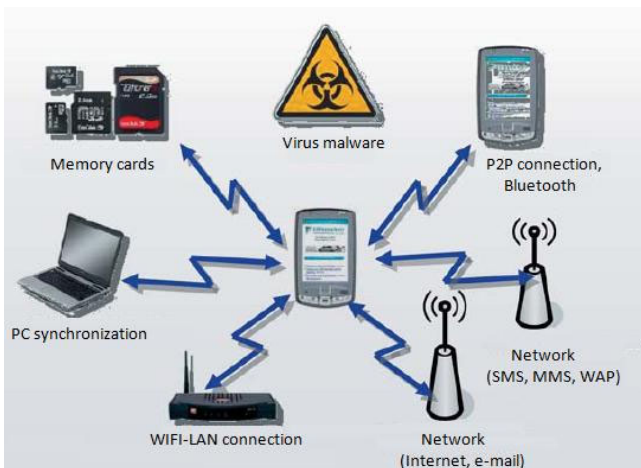 Memory cards
Virus malware
P2P connection,
Bluetooth
PC synchronization
Network
(SMS, MMS, WAP)
WIFI-LAN connection
Network
(Internet, e-mail)